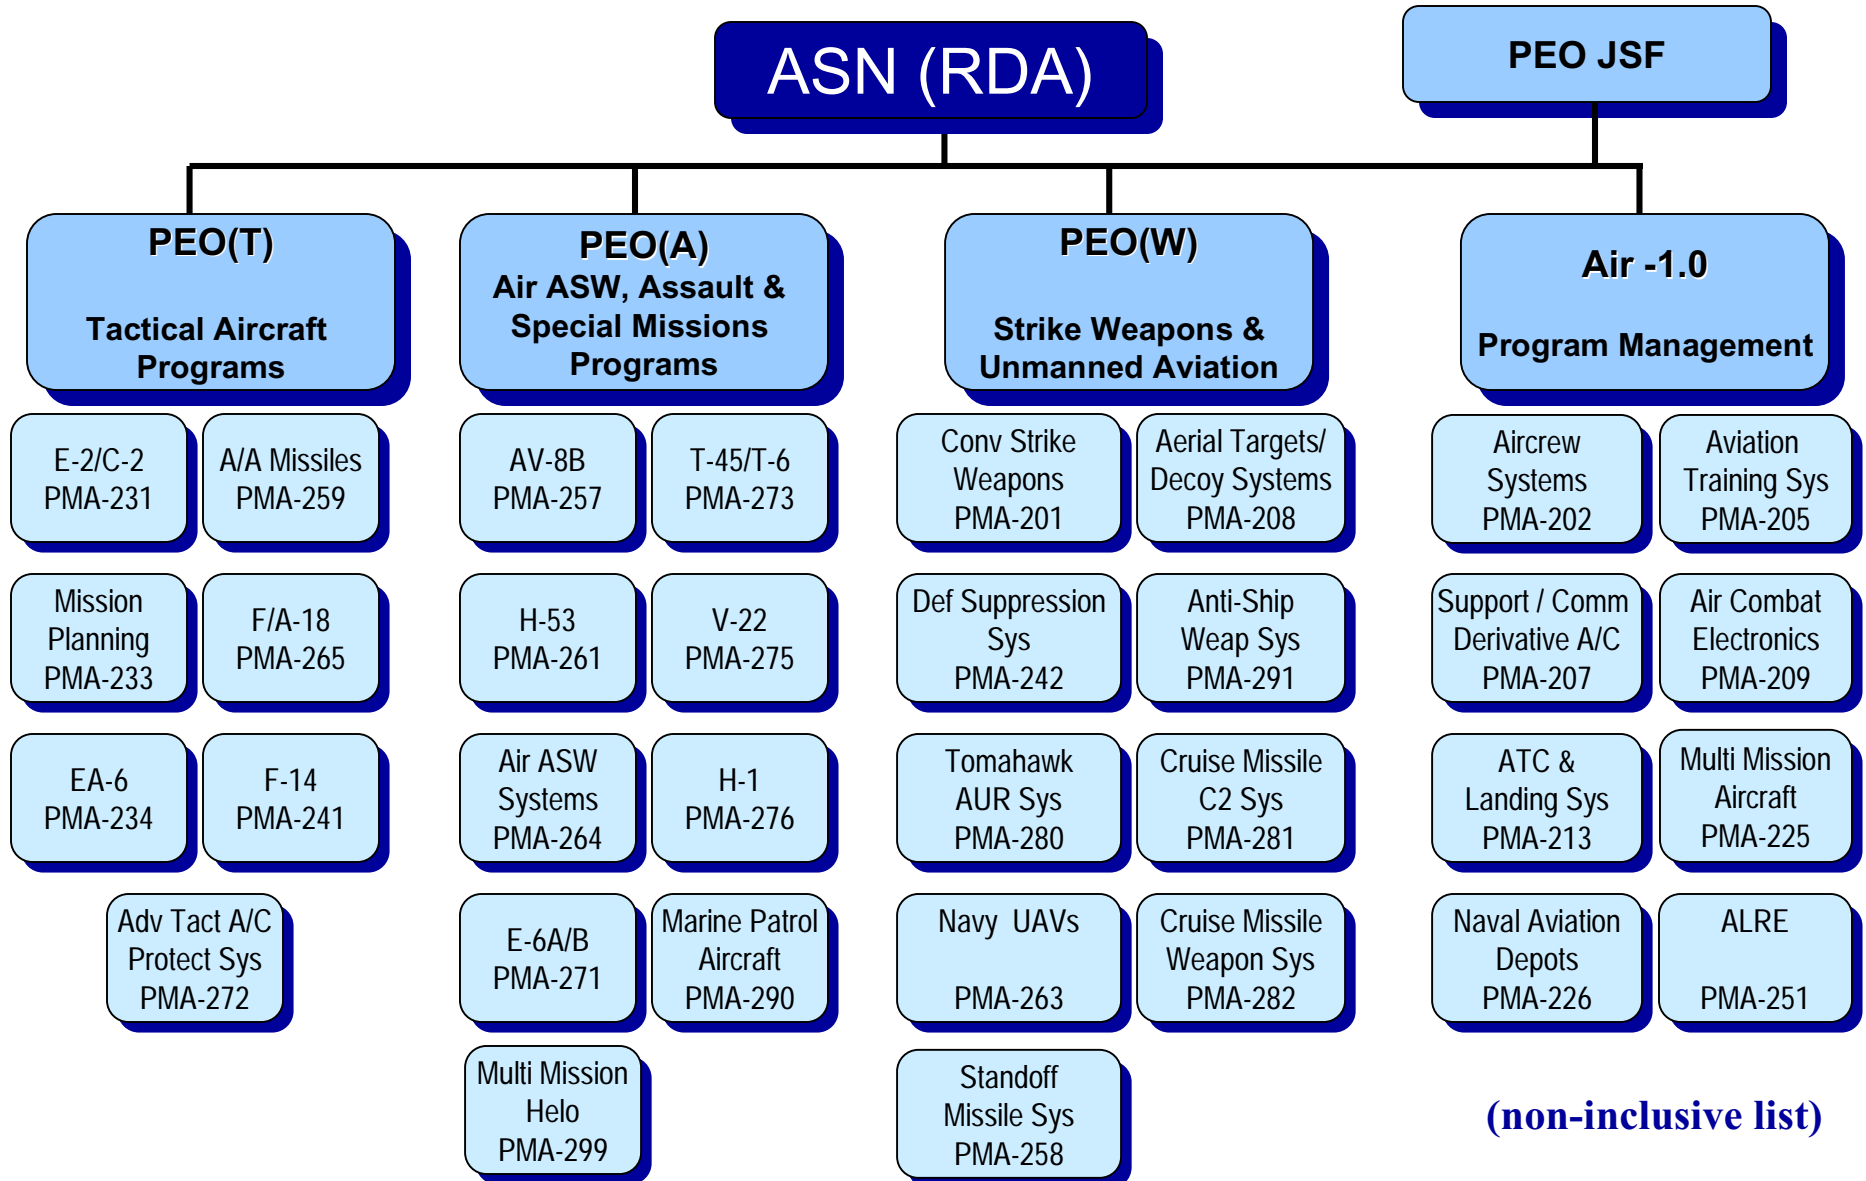 ASN (RDA)
PEO JSF
PEO(T)
Tactical Aircraft
Programs
PEO(A)
Air ASW, Assault &
Special Missions
Programs
PEO(W)
Strike Weapons &
Unmanned Aviation
Air -1.0
Program Management
E-2/C-2
PMA-231
A/A Missiles
PMA-259
Mission
Planning
PMA-233
F/A-18
PMA-265
EA-6
PMA-234
F-14
PMA-241
Adv Tact A/C
Protect Sys
PMA-272
AV-8B
PMA-257
T-45/T-6
PMA-273
H-53
PMA-261
V-22
PMA-275
Air ASW
Systems
PMA-264
H-1
PMA-276
E-6A/B
PMA-271
Marine Patrol
Aircraft
PMA-290
Multi Mission
Helo
PMA-299
Conv Strike
Weapons
PMA-201
Aerial Targets/
Decoy Systems
PMA-208
Def Suppression
Sys
PMA-242
Anti-Ship
Weap Sys
PMA-291
Tomahawk
AUR Sys
PMA-280
Cruise Missile
C2 Sys
PMA-281
Navy UAVs
PMA-263
Cruise Missile
Weapon Sys
PMA-282
Standoff
Missile Sys
PMA-258
Aircrew
Systems
PMA-202
Aviation
Training Sys
PMA-205
Support / Comm
Derivative A/C
PMA-207
Air Combat
Electronics
PMA-209
ATC &
Landing Sys
PMA-213
Multi Mission
Aircraft
PMA-225
Naval Aviation
Depots
PMA-226
ALRE
PMA-251
(non-inclusive list)